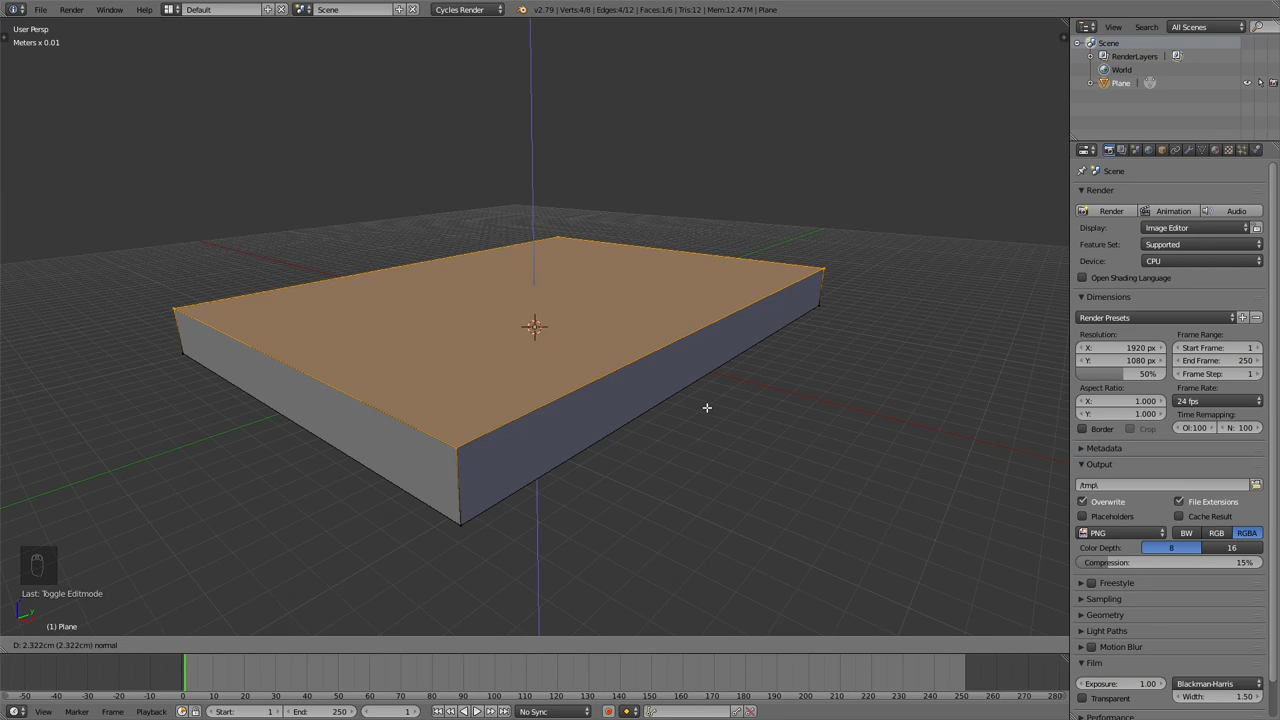 File Render Window Help Default Scene Cycles Render v2.79 | Verts:4/8 | Edges:4/12 | Faces:1/6 | Tris:12 | Mem:12.47M | Plane
User Persp
Meters x 0.01
View Search All Scenes
Scene
RenderLayers |
World
Plane |
Scene
Render
Render Animation Audio
Display: Image Editor
Feature Set: Supported
Device: CPU
Open Shading Language
Dimensions
Render Presets
Resolution: Frame Range:
X: 1920 px Start Frame: 1
Y: 1080 px End Frame: 250
50% Frame Step: 1
Aspect Ratio: Frame Rate:
X: 1.000 24 fps
Y: 1.000 Time Remapping:
Border Crop Ol:100 N: 100
Metadata
Output
/tmp\
Overwrite File Extensions
Placeholders Cache Result
PNG BW RGB RGBA
Color Depth: 8 16
Compression: 15%
Freestyle
Sampling
Geometry
Light Paths
Motion Blur
Film
Exposure: 1.00 Blackman-Harris
Transparent Width: 1.50
Performance
Last: Toggle Editmode
(1) Plane
D: 2.322cm (2.322cm) normal
-50 -40 -30 -20 -10 0 10 20 30 40 50 60 70 80 90 100 110 120 130 140 150 160 170 180 190 200 210 220 230 240 250 260 270 280
View Marker Frame Playback Start: 1 End: 250 1 No Sync